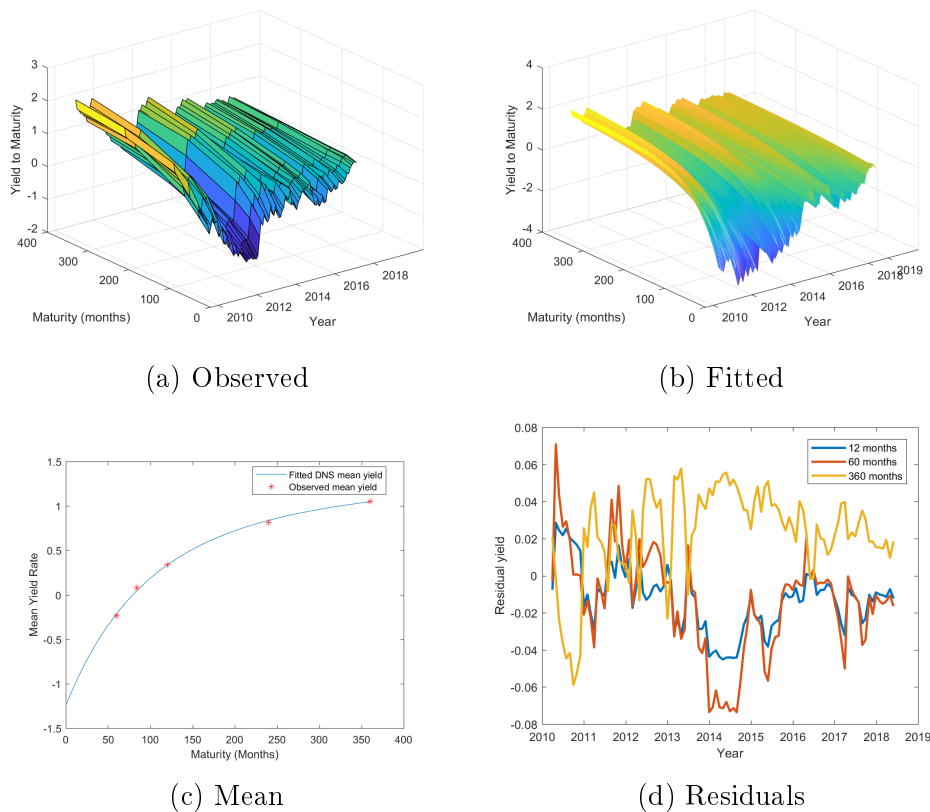 3
2
1
0
-1
-2
Yield to Maturity
400
300
200
100
0
Maturity (months)
2010
2012
2014
2016
2018
Year
(a) Observed
4
2
0
-2
-4
Yield to Maturity
400
300
200
100
0
Maturity (months)
2010
2012
2014
2016
2018
2019
Year
(b) Fitted
1.5
1
0.5
0
-0.5
-1
-1.5
Mean Yield Rate
Fitted DNS mean yield
Observed mean yield
0 50 100 150 200 250 300 350 400
Maturity (Months)
(c) Mean
0.08
0.06
0.04
0.02
0
-0.02
-0.04
-0.06
-0.08
Residual yield
12 months
60 months
360 months
2010 2011 2012 2013 2014 2015 2016 2017 2018 2019
Year
(d) Residuals